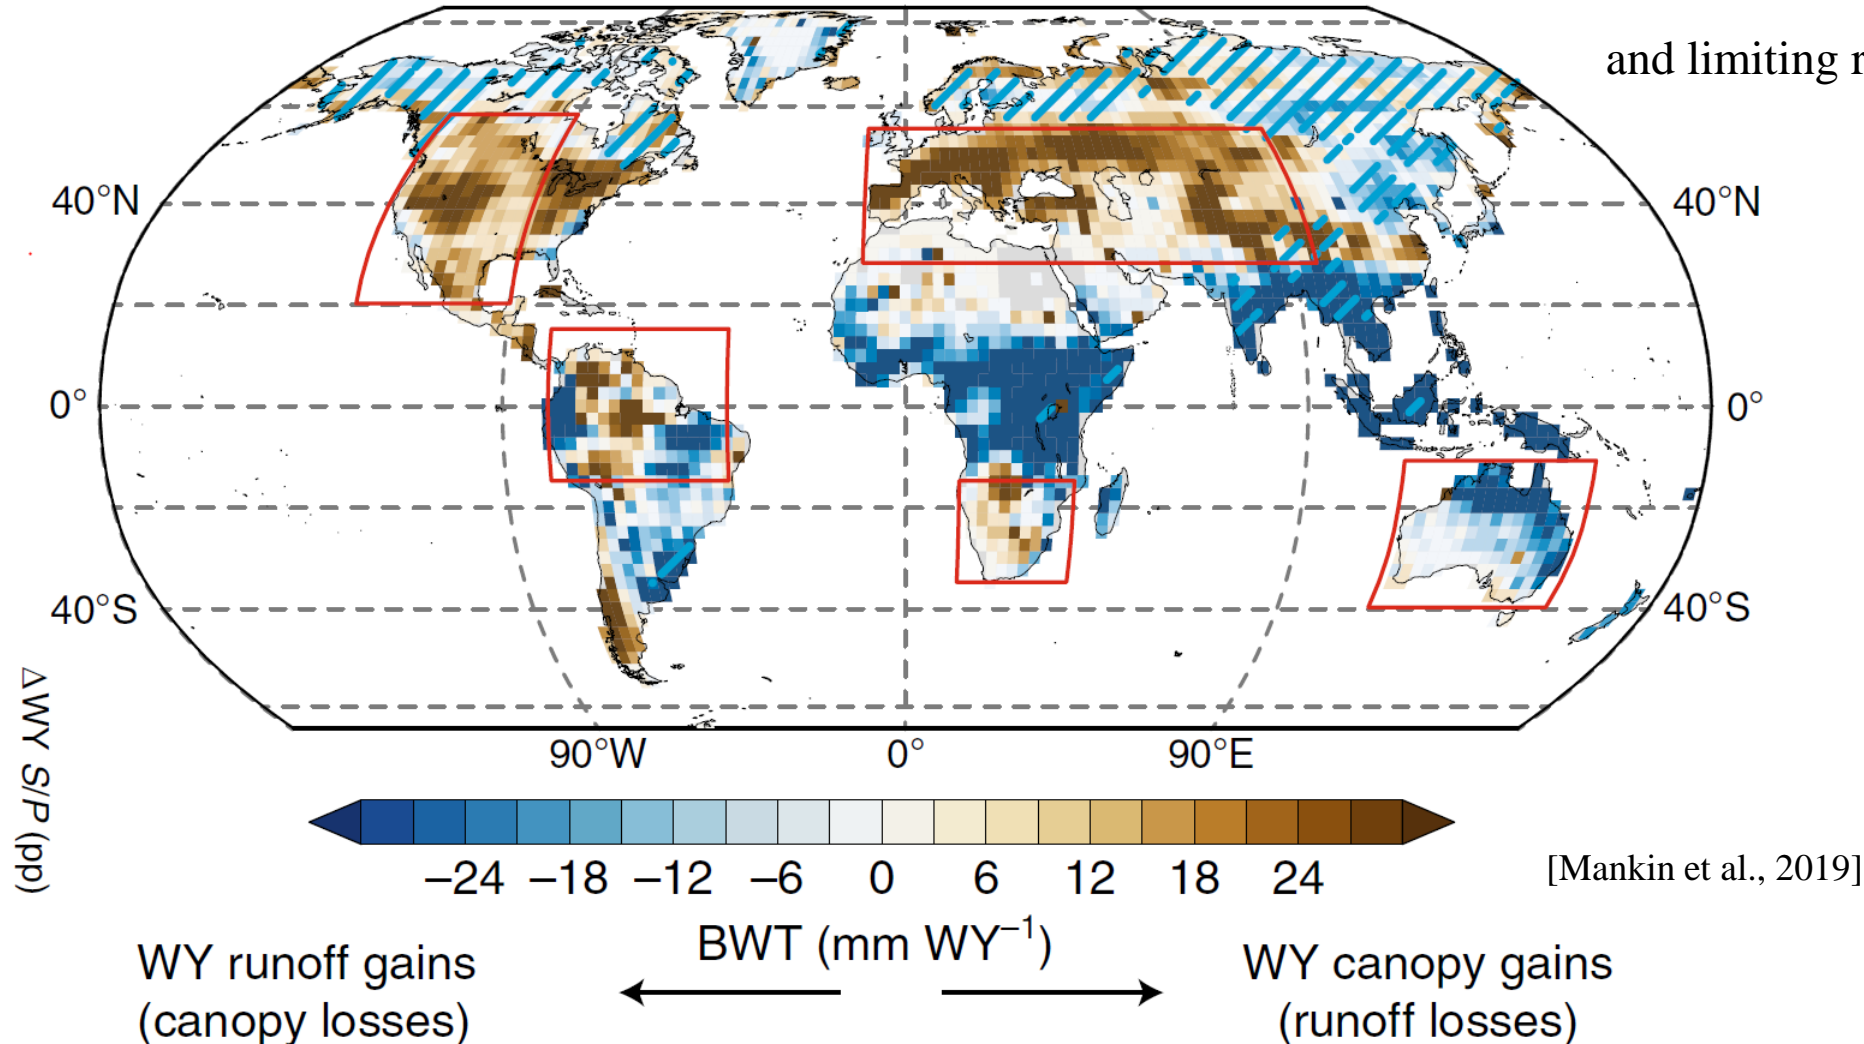 and limiting r
40°N
40°N
0°
0°
40°S
40°S
90°W
0°
90°E
ΔWY S/P (pp)
−24
−18
−12
−6
0
6
12
18
24
[Mankin et al., 2019]
BWT (mm WY⁻¹)
WY runoff gains
(canopy losses)
WY canopy gains
(runoff losses)